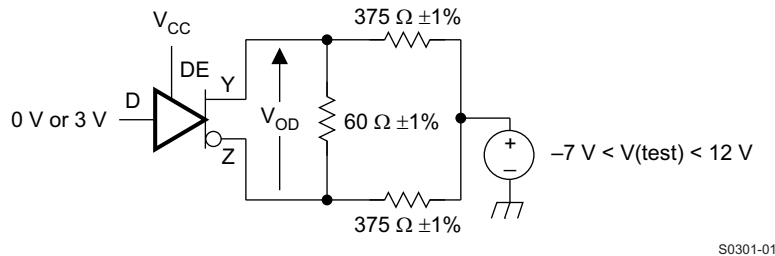 375 Ω ±1%
V_CC
DE
Y
D
0 V or 3 V
V_OD
60 Ω ±1%
Z
+
–
–7 V < V(test) < 12 V
375 Ω ±1%
S0301-01